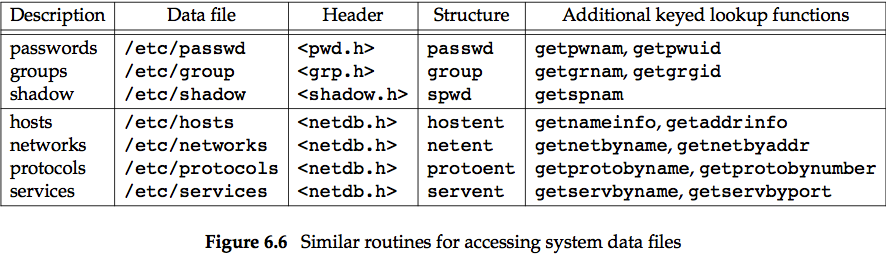 Description Data file Header Structure Additional keyed lookup functions
passwords /etc/passwd <pwd.h> passwd getpwnam, getpwuid
groups /etc/group <grp.h> group getgrnam, getgrgid
shadow /etc/shadow <shadow.h> spwd getspnam
hosts /etc/hosts <netdb.h> hostent getnameinfo, getaddrinfo
networks /etc/networks <netdb.h> netent getnetbyname, getnetbyaddr
protocols /etc/protocols <netdb.h> protoent getprotobyname, getprotobynumber
services /etc/services <netdb.h> servent getservbyname, getservbyport
Figure 6.6 Similar routines for accessing system data files